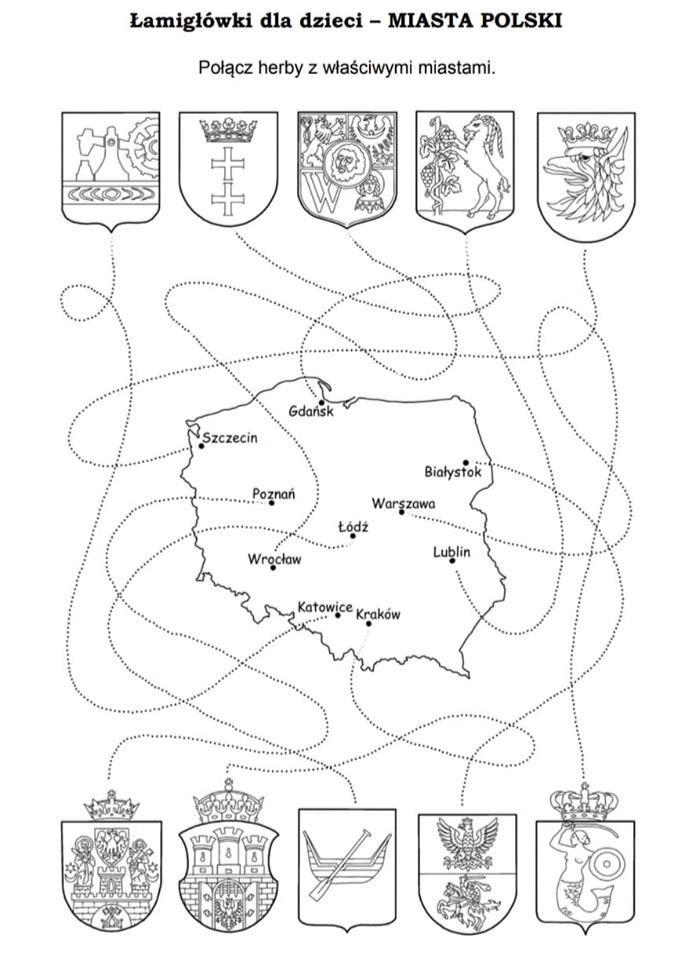 Łamigłówki dla dzieci – MIASTA POLSKI
Połącz herby z właściwymi miastami.
W
Gdańsk
Szczecin
Białystok
Poznań
Warszawa
Łódź
Lublin
Wrocław
Katowice
Kraków